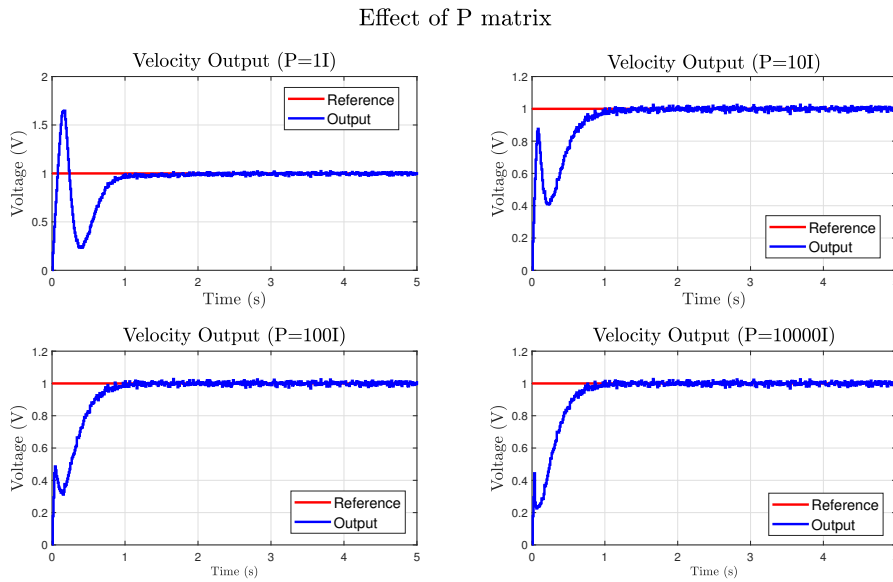 Effect of P matrix
Velocity Output (P=1I)
2
1.5
1
0.5
0
Voltage (V)
Reference
Output
0 1 2 3 4 5
Time (s)
Velocity Output (P=10I)
1.2
1
0.8
0.6
0.4
0.2
0
Voltage (V)
Reference
Output
0 1 2 3 4
Time (s)
Velocity Output (P=100I)
1.2
1
0.8
0.6
0.4
0.2
0
Voltage (V)
Reference
Output
0 1 2 3 4 5
Time (s)
Velocity Output (P=10000I)
1.2
1
0.8
0.6
0.4
0.2
0
Voltage (V)
Reference
Output
0 1 2 3 4
Time (s)